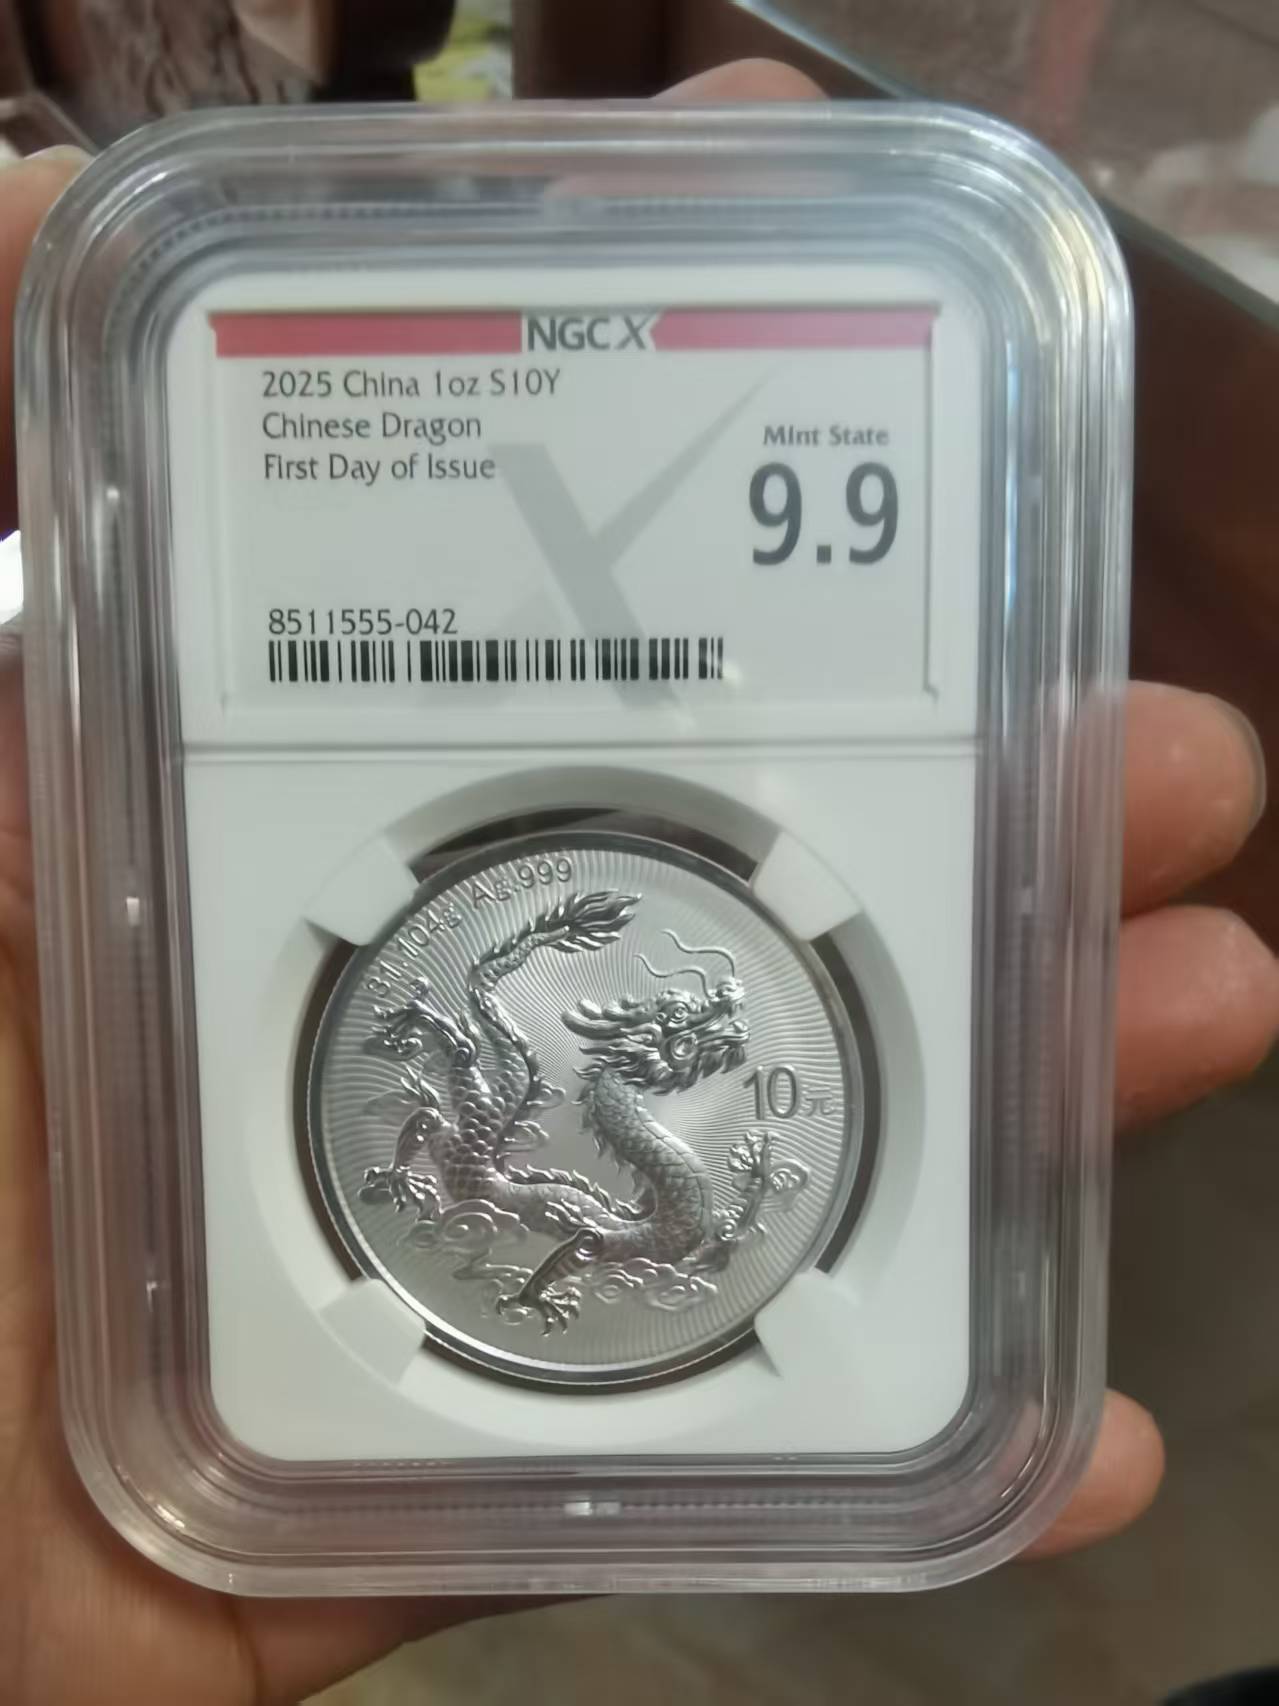 NGCX
2025 China 1oz S10Y
Chinese Dragon
First Day of Issue
Mint State
9.9
8511555-042
31.104g Ag.999
10元